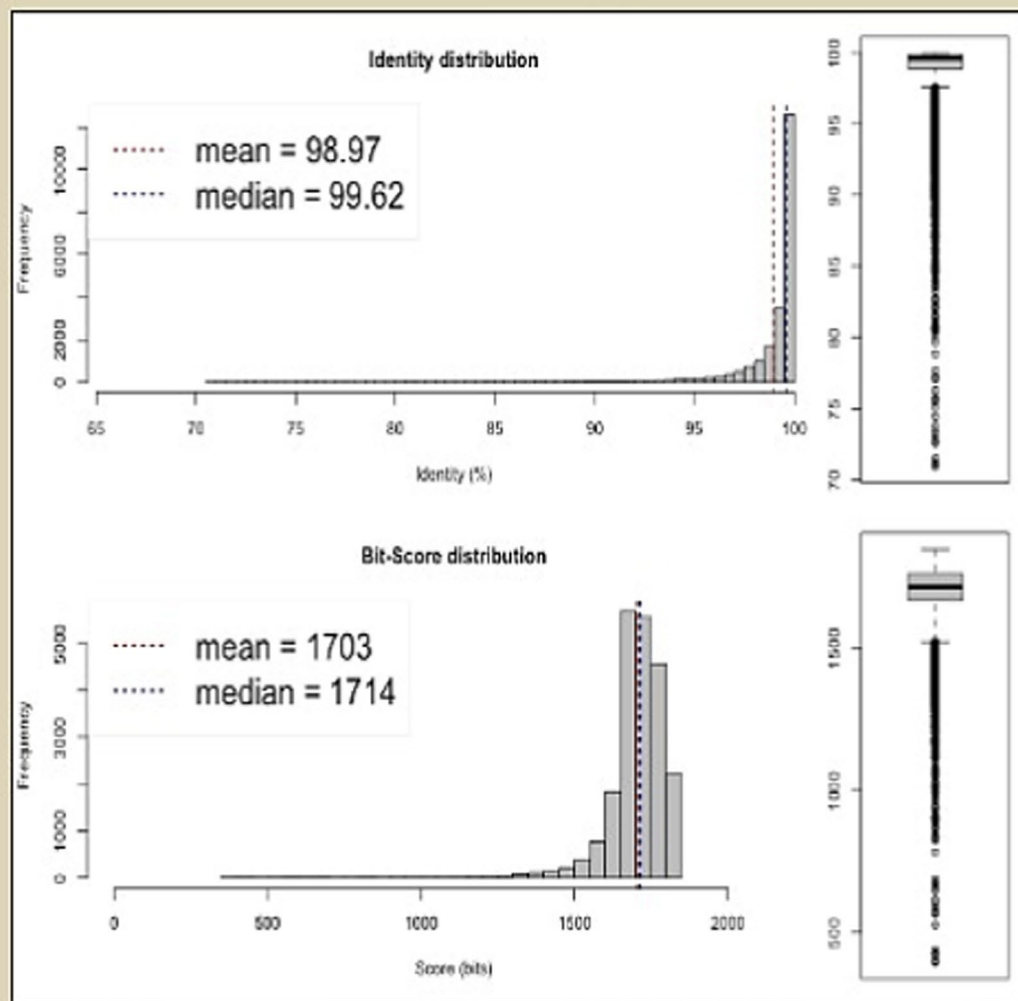 Identity distribution
mean = 98.97
median = 99.62
Frequency
10000
6000
2000
0
65 70 75 80 85 90 95 100
Identity (%)
100
95
90
85
80
75
70
Bit-Score distribution
mean = 1703
median = 1714
Frequency
5000
3000
1000
0
0 500 1000 1500 2000
Score (bits)
1500
1000
500